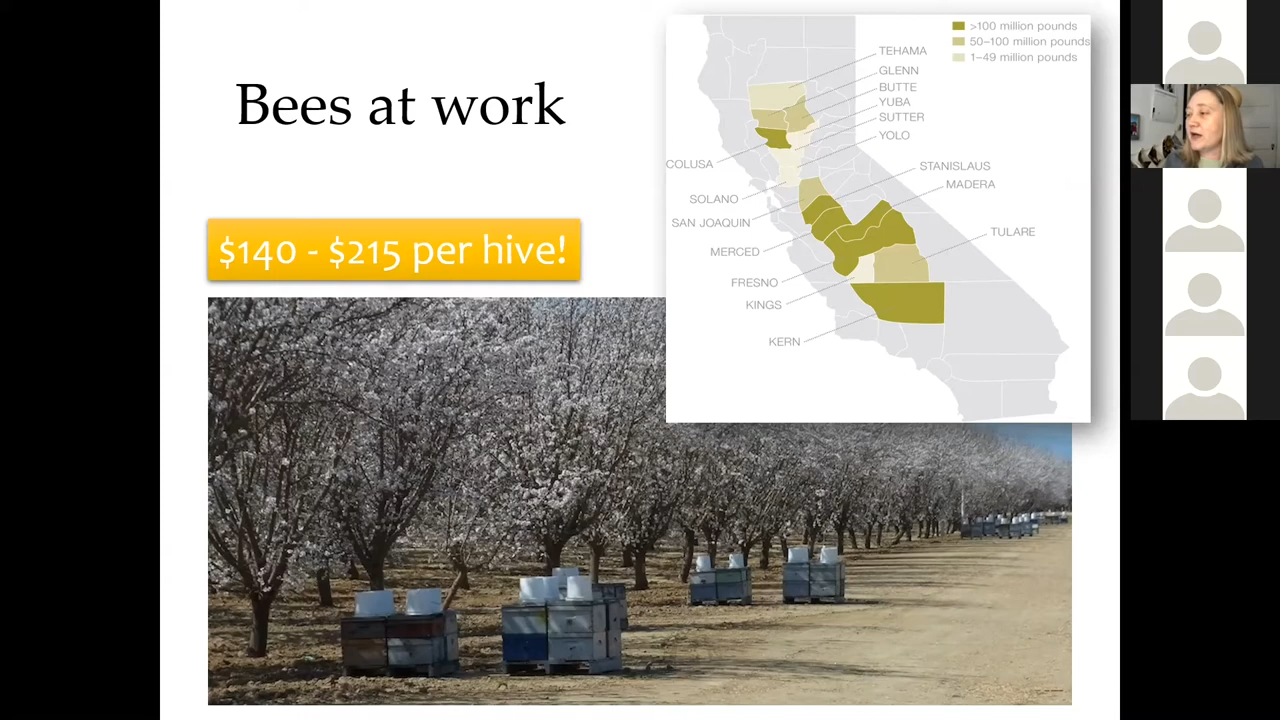 Bees at work
$140 - $215 per hive!
>100 million pounds
50–100 million pounds
1–49 million pounds
TEHAMA
GLENN
BUTTE
YUBA
SUTTER
YOLO
COLUSA
STANISLAUS
MADERA
SOLANO
SAN JOAQUIN
TULARE
MERCED
FRESNO
KINGS
KERN